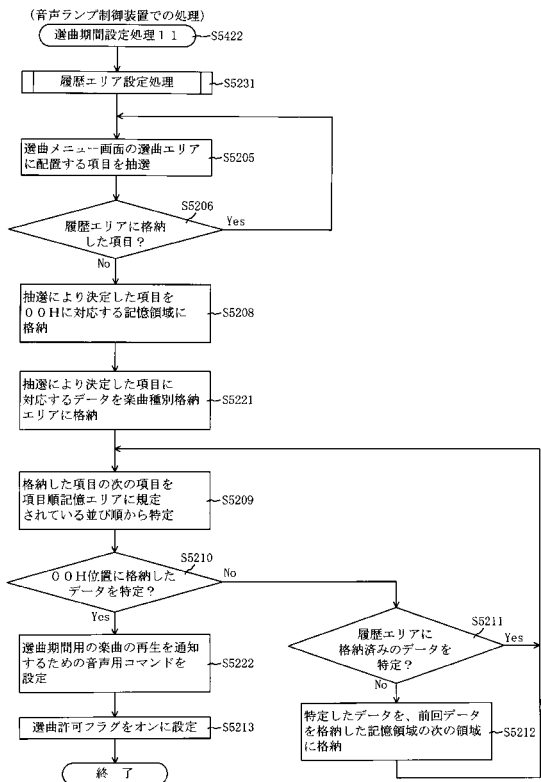 (音声ランプ制御装置での処理)
選曲期間設定処理11
S5422
履歴エリア設定処理
S5231
選曲メニュー画面の選曲エリア
に配置する項目を抽選
S5205
S5206
履歴エリアに格納
した項目?
Yes
No
抽選により決定した項目を
00Hに対応する記憶領域に
格納
S5208
抽選により決定した項目に
対応するデータを楽曲種別格納
エリアに格納
S5221
格納した項目の次の項目を
項目順記憶エリアに規定
されている並び順から特定
S5209
S5210
00H位置に格納した
データを特定?
No
Yes
S5211
履歴エリアに
格納済みのデータを
特定?
Yes
No
選曲期間用の楽曲の再生を通知
するための音声用コマンドを
設定
S5222
特定したデータを、前回データ
を格納した記憶領域の次の領域
に格納
S5212
選曲許可フラグをオンに設定
S5213
終了